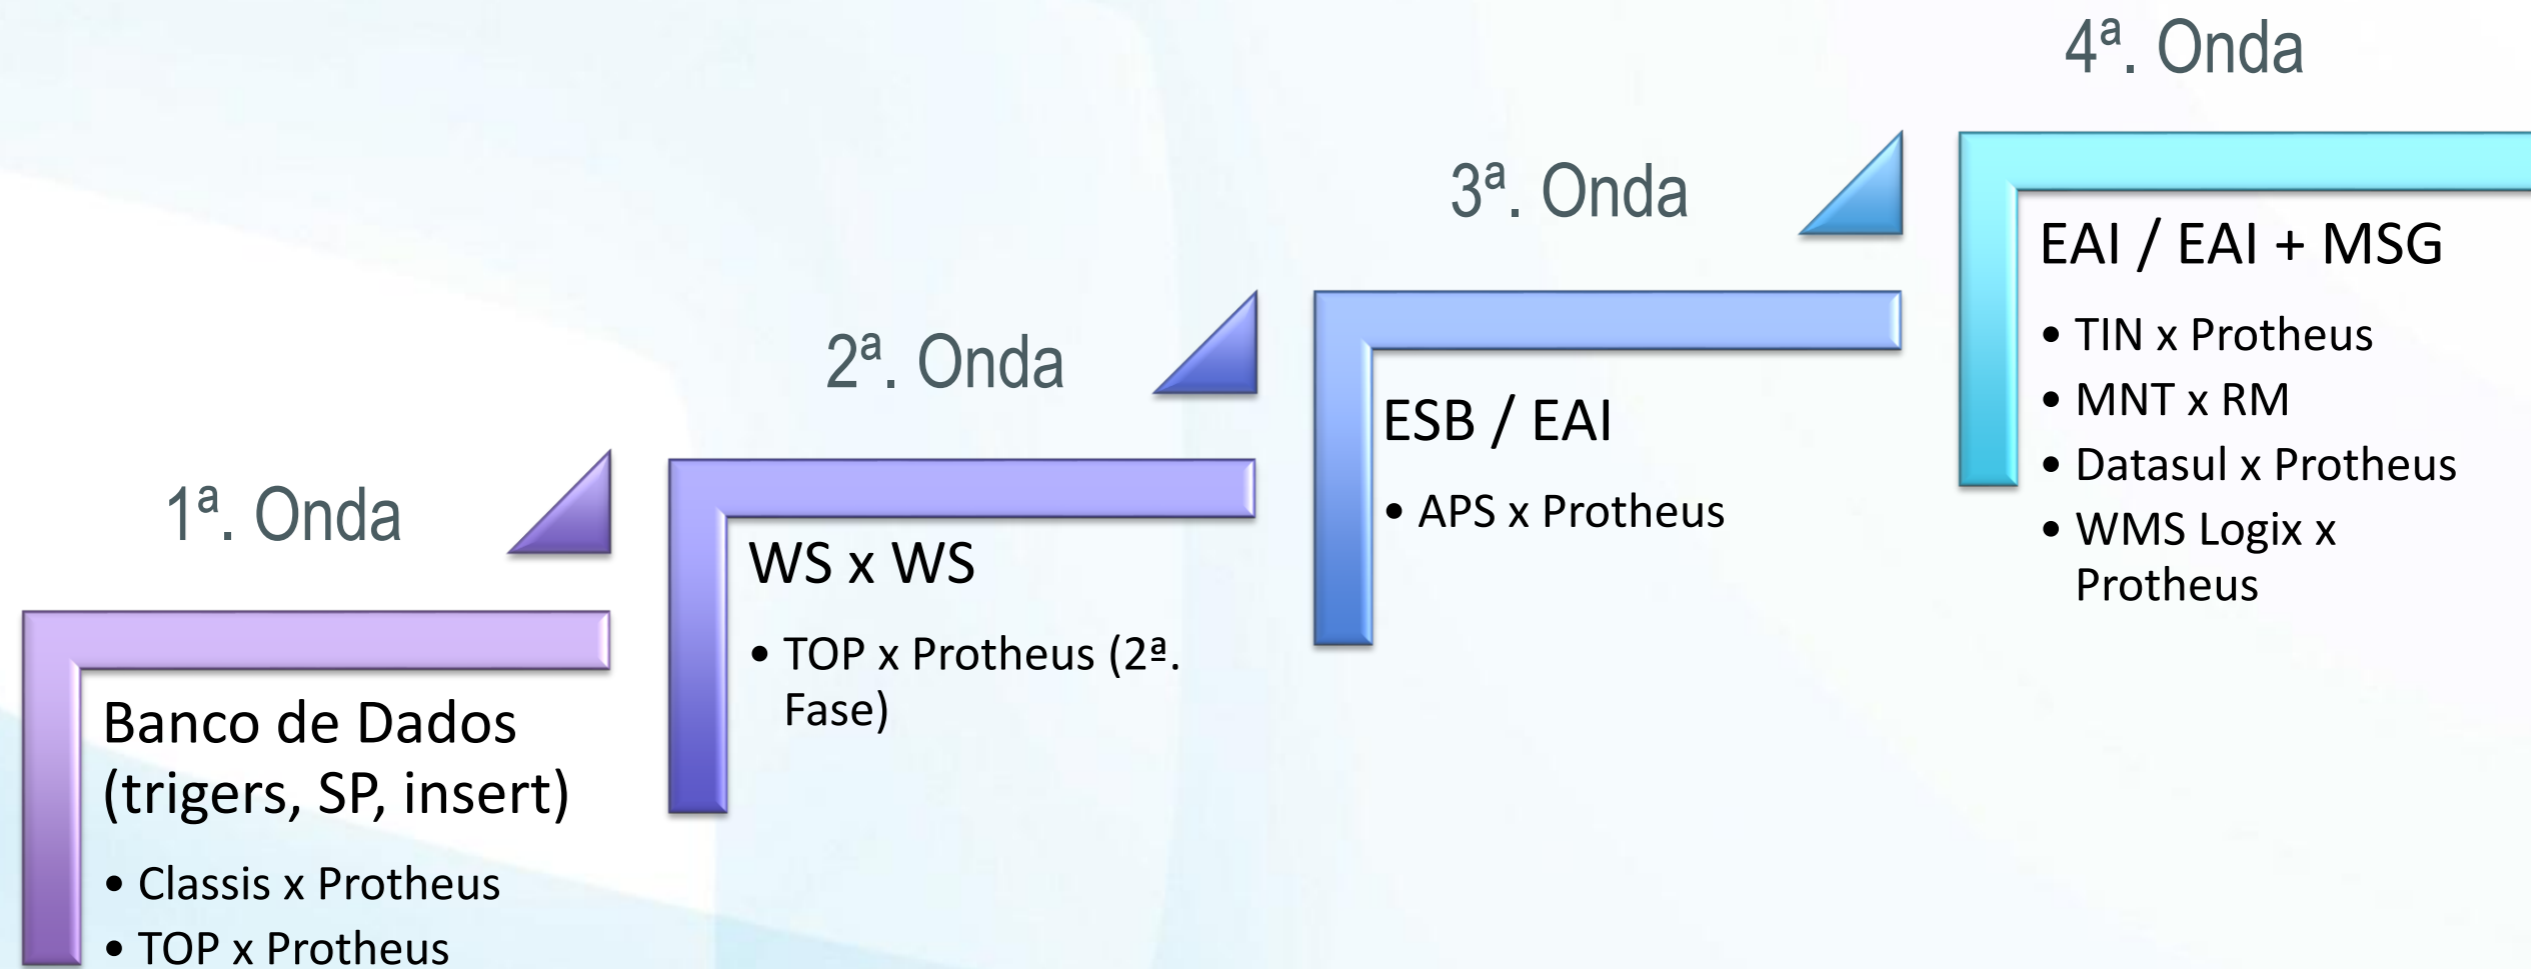 1ª. Onda
Banco de Dados
(trigers, SP, insert)
• Classis x Protheus
• TOP x Protheus
2ª. Onda
WS x WS
• TOP x Protheus (2ª.
Fase)
3ª. Onda
ESB / EAI
• APS x Protheus
4ª. Onda
EAI / EAI + MSG
• TIN x Protheus
• MNT x RM
• Datasul x Protheus
• WMS Logix x
Protheus